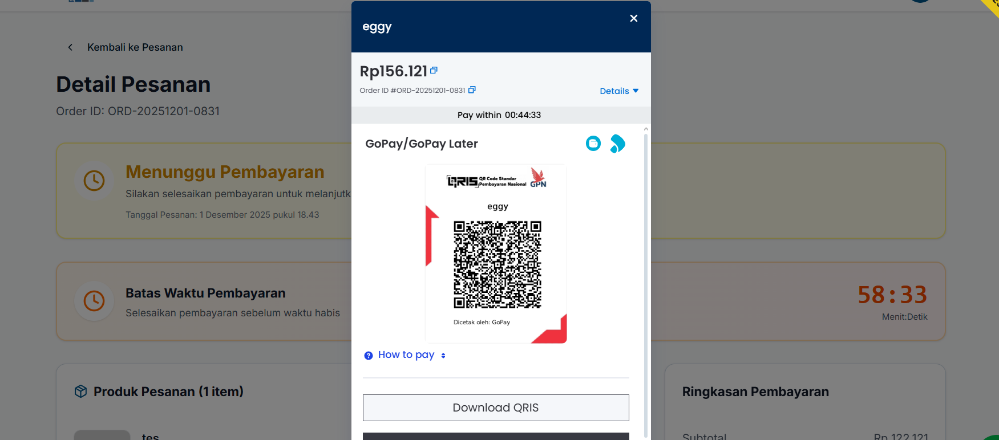 eggy
Rp156.121
Order ID #ORD-20251201-0831
Details
Pay within 00:44:33
GoPay/GoPay Later
QRIS
QR Code Standar
Pembayaran Nasional
GPN
eggy
Dicetak oleh: GoPay
How to pay
Download QRIS
Kembali ke Pesanan
Detail Pesanan
Order ID: ORD-20251201-0831
Menunggu Pembayaran
Silakan selesaikan pembayaran untuk melanjutk
Tanggal Pesanan: 1 Desember 2025 pukul 18.43
Batas Waktu Pembayaran
Selesaikan pembayaran sebelum waktu habis
58:33
Menit:Detik
Produk Pesanan (1 item)
tes
Ringkasan Pembayaran
Subtotal
Rp 122.121